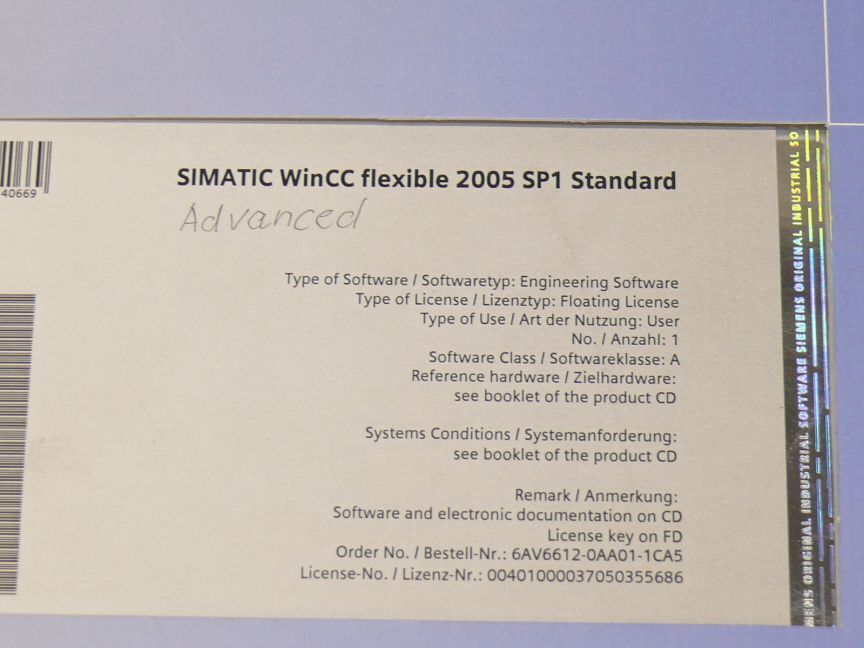 40669
SIMATIC WinCC flexible 2005 SP1 Standard
Advanced
Type of Software / Softwaretyp: Engineering Software
Type of License / Lizenztyp: Floating License
Type of Use / Art der Nutzung: User
No. / Anzahl: 1
Software Class / Softwareklasse: A
Reference hardware / Zielhardware:
see booklet of the product CD
Systems Conditions / Systemanforderung:
see booklet of the product CD
Remark / Anmerkung:
Software and electronic documentation on CD
License key on FD
Order No. / Bestell-Nr.: 6AV6612-0AA01-1CA5
License-No. / Lizenz-Nr.: 00401000037050355686
MENS ORIGINAL INDUSTRIAL SOFTWARE SIEMENS ORIGINAL INDUSTRIAL SO